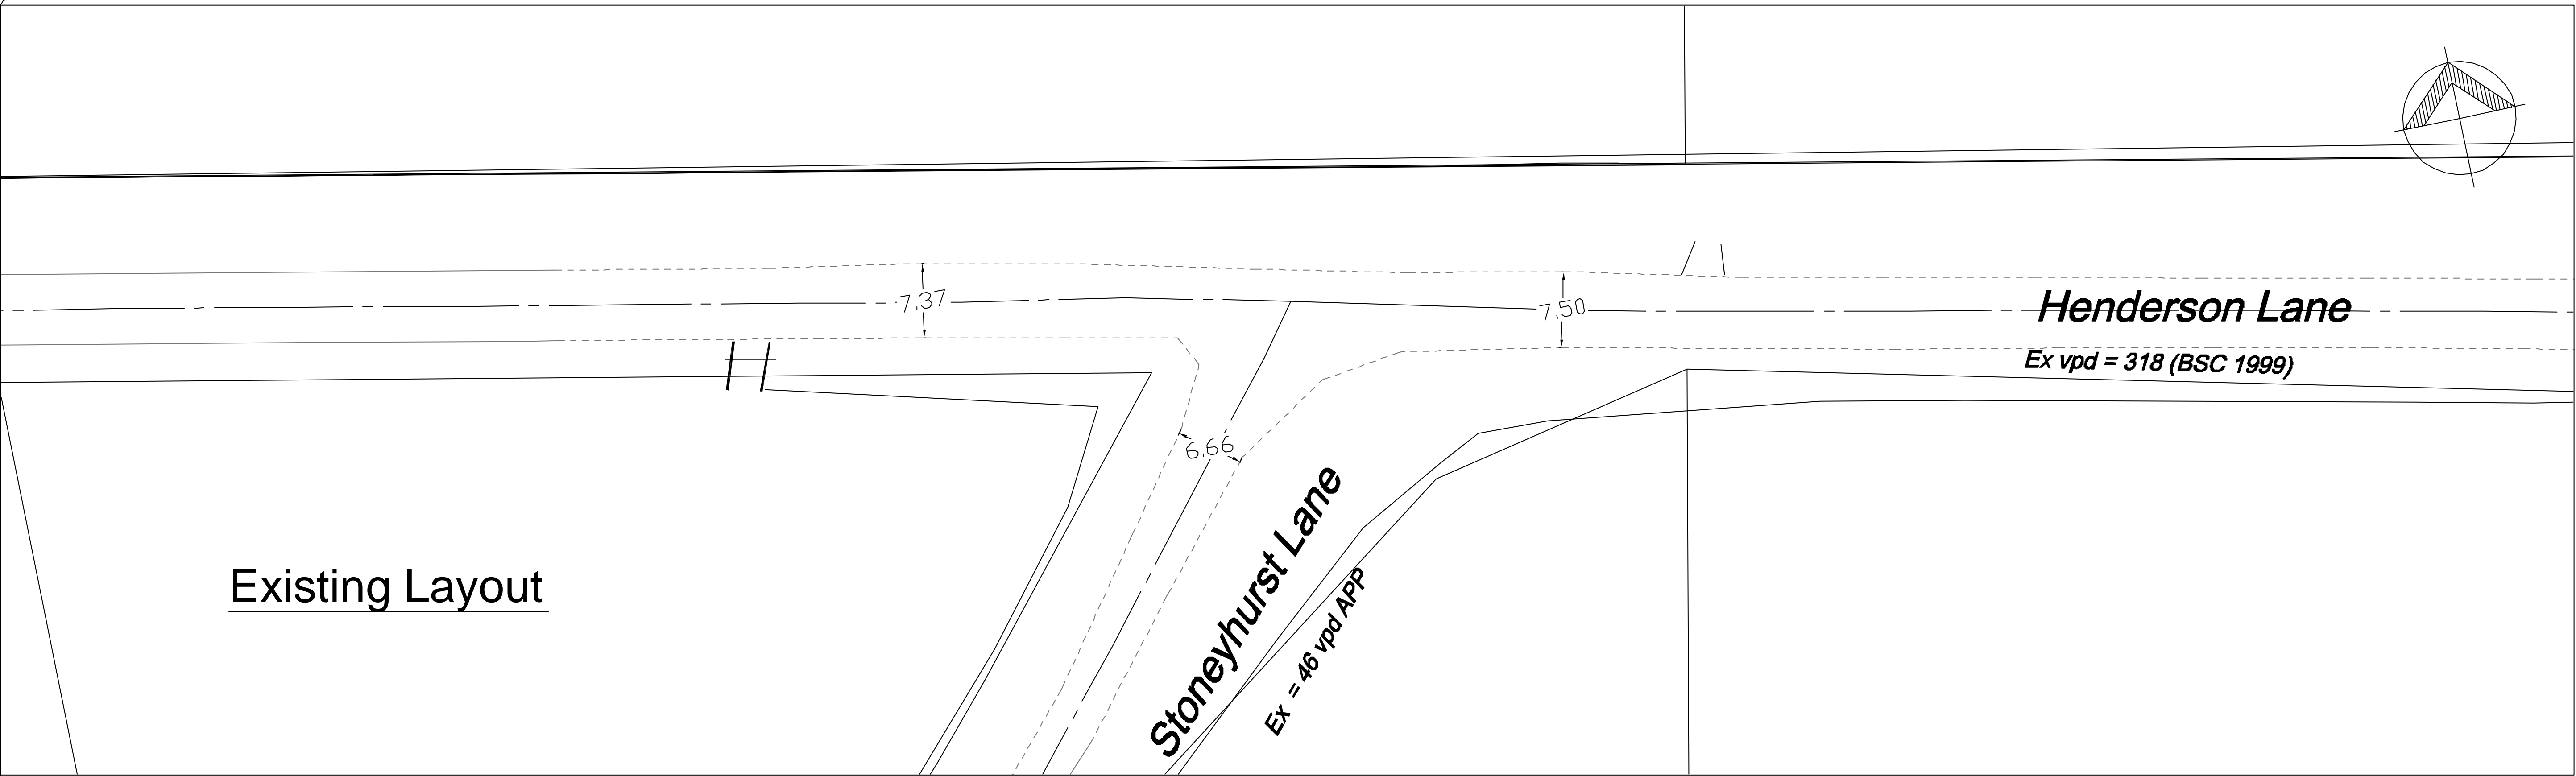 7,37
7,50
Henderson Lane
Ex vpd = 318 (BSC 1999)
6,66
Stoneyhurst Lane
Ex = 46 vpd APP
Existing Layout